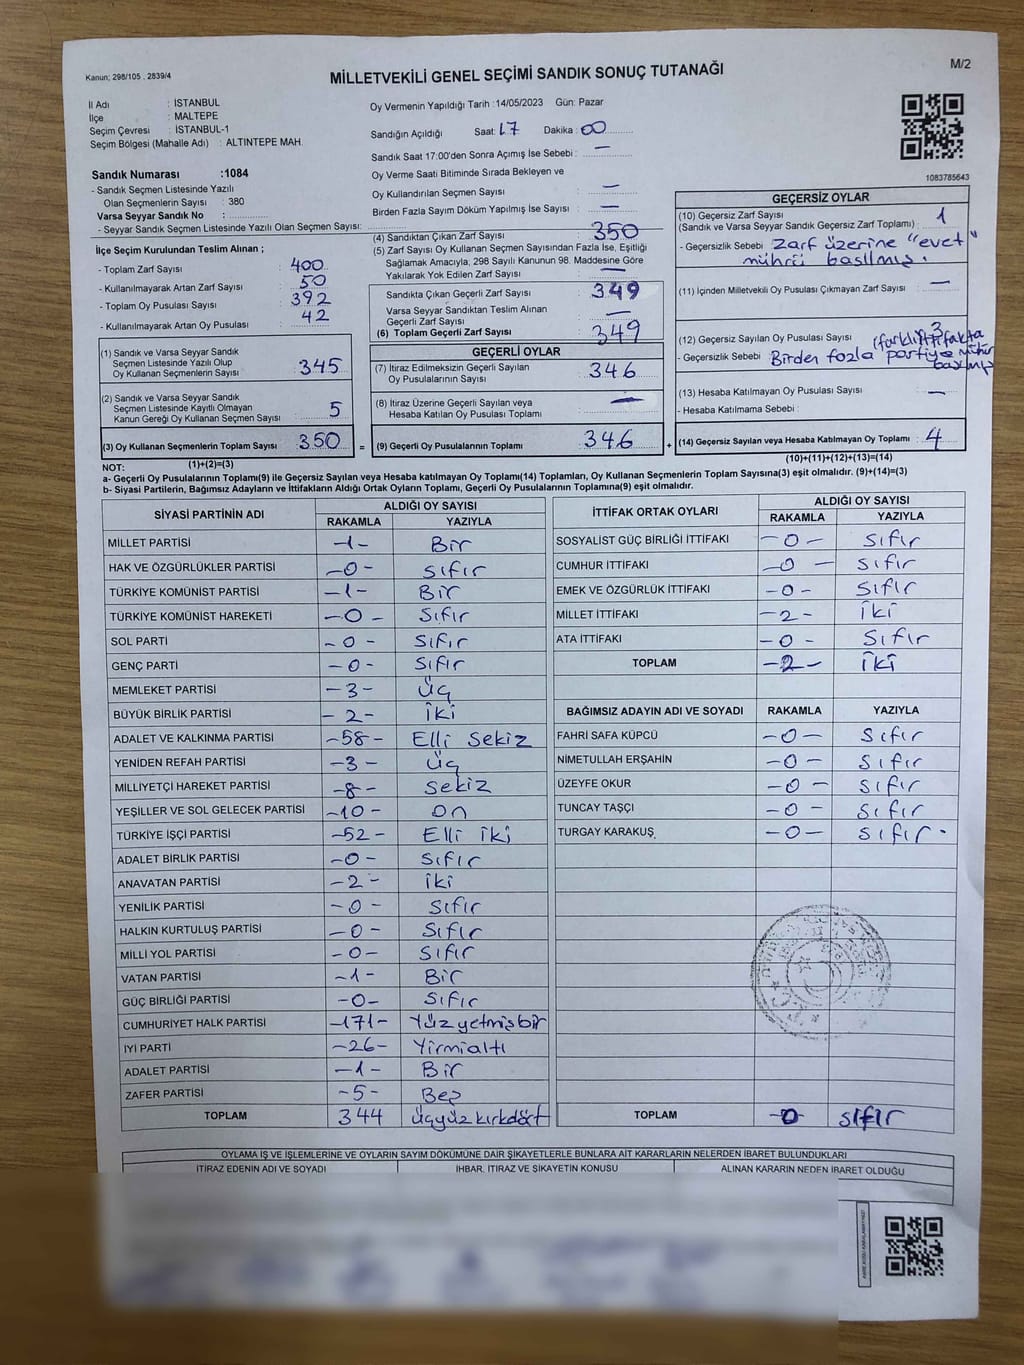 Kanun; 298/105 . 2839/4
MİLLETVEKİLİ GENEL SEÇİMİ SANDIK SONUÇ TUTANAĞI
M/2
İl Adı : İSTANBUL
İlçe : MALTEPE
Seçim Çevresi : İSTANBUL-1
Seçim Bölgesi (Mahalle Adı) : ALTINTEPE MAH.
Oy Vermenin Yapıldığı Tarih :14/05/2023 Gün: Pazar
Sandığın Açıldığı Saat: 17 Dakika : 00
Sandık Saat 17:00'den Sonra Açımış İse Sebebi : —
Oy Verme Saati Bitiminde Sırada Bekleyen ve
Oy Kullandırılan Seçmen Sayısı : —
Birden Fazla Sayım Döküm Yapılmış İse Sayısı : —
1083785643
Sandık Numarası :1084
- Sandık Seçmen Listesinde Yazılı
Olan Seçmenlerin Sayısı : 380
Varsa Seyyar Sandık No :
- Seyyar Sandık Seçmen Listesinde Yazılı Olan Seçmen Sayısı:
İlçe Seçim Kurulundan Teslim Alınan ;
- Toplam Zarf Sayısı : 400
- Kullanılmayarak Artan Zarf Sayısı : 50
- Toplam Oy Pusulası Sayısı : 392
- Kullanılmayarak Artan Oy Pusulası : 42
(4) Sandıktan Çıkan Zarf Sayısı : 350
(5) Zarf Sayısı Oy Kullanan Seçmen Sayısından Fazla İse, Eşitliği
Sağlamak Amacıyla, 298 Sayılı Kanunun 98. Maddesine Göre
Yakılarak Yok Edilen Zarf Sayısı : —
Sandıkta Çıkan Geçerli Zarf Sayısı : 349
Varsa Seyyar Sandıktan Teslim Alınan
Geçerli Zarf Sayısı : —
(6) Toplam Geçerli Zarf Sayısı : 349
GEÇERSİZ OYLAR
(10) Geçersiz Zarf Sayısı : 1
(Sandık ve Varsa Seyyar Sandık Geçersiz Zarf Toplamı)
- Geçersizlik Sebebi : Zarf üzerine "evet"
mührü basılmış.
(11) İçinden Milletvekili Oy Pusulası Çıkmayan Zarf Sayısı : —
(12) Geçersiz Sayılan Oy Pusulası Sayısı : 3
- Geçersizlik Sebebi : Birden fazla partiye mühür
(1) Sandık ve Varsa Seyyar Sandık
Seçmen Listesinde Yazılı Olup
Oy Kullanan Seçmenlerin Sayısı : 345
(2) Sandık ve Varsa Seyyar Sandık
Seçmen Listesinde Kayıtlı Olmayan
Kanun Gereği Oy Kullanan Seçmen Sayısı : 5
(3) Oy Kullanan Seçmenlerin Toplam Sayısı : 350
(1)+(2)=(3)
=
GEÇERLİ OYLAR
(7) İtiraz Edilmeksizin Geçerli Sayılan
Oy Pusulalarının Sayısı : 346
(8) İtiraz Üzerine Geçerli Sayılan veya
Hesaba Katılan Oy Pusulası Toplamı : —
(9) Geçerli Oy Pusulalarının Toplamı : 346
+
(13) Hesaba Katılmayan Oy Pusulası Sayısı : —
- Hesaba Katılmama Sebebi :
(14) Geçersiz Sayılan veya Hesaba Katılmayan Oy Toplamı : 4
(10)+(11)+(12)+(13)=(14)
NOT:
a- Geçerli Oy Pusulalarının Toplamı(9) ile Geçersiz Sayılan veya Hesaba katılmayan Oy Toplamı(14) Toplamları, Oy Kullanan Seçmenlerin Toplam Sayısına(3) eşit olmalıdır. (9)+(14)=(3)
b- Siyasi Partilerin, Bağımsız Adayların ve İttifakların Aldığı Ortak Oyların Toplamı, Geçerli Oy Pusulalarının Toplamına(9) eşit olmalıdır.
SİYASİ PARTİNİN ADI ALDIĞI OY SAYISI
RAKAMLA YAZIYLA
MİLLET PARTİSİ -1- Bir
HAK VE ÖZGÜRLÜKLER PARTİSİ -0- Sıfır
TÜRKİYE KOMÜNİST PARTİSİ -1- Bir
TÜRKİYE KOMÜNİST HAREKETİ -0- Sıfır
SOL PARTİ -0- Sıfır
GENÇ PARTİ -0- Sıfır
MEMLEKET PARTİSİ -3- Üç
BÜYÜK BİRLİK PARTİSİ -2- İki
ADALET VE KALKINMA PARTİSİ -58- Elli Sekiz
YENİDEN REFAH PARTİSİ -3- Üç
MİLLİYETÇİ HAREKET PARTİSİ -8- Sekiz
YEŞİLLER VE SOL GELECEK PARTİSİ -10- On
TÜRKİYE İŞÇİ PARTİSİ -52- Elli iki
ADALET BİRLİK PARTİSİ -0- Sıfır
ANAVATAN PARTİSİ -2- İki
YENİLİK PARTİSİ -0- Sıfır
HALKIN KURTULUŞ PARTİSİ -0- Sıfır
MİLLİ YOL PARTİSİ -0- Sıfır
VATAN PARTİSİ -1- Bir
GÜÇ BİRLİĞİ PARTİSİ -0- Sıfır
CUMHURİYET HALK PARTİSİ -171- Yüz yetmişbir
İYİ PARTİ -26- Yirmialtı
ADALET PARTİSİ -1- Bir
ZAFER PARTİSİ -5- Beş
TOPLAM 344 Üçyüz kırkdört
İTTİFAK ORTAK OYLARI ALDIĞI OY SAYISI
RAKAMLA YAZIYLA
SOSYALİST GÜÇ BİRLİĞİ İTTİFAKI -0- Sıfır
CUMHUR İTTİFAKI -0- Sıfır
EMEK VE ÖZGÜRLÜK İTTİFAKI -0- Sıfır
MİLLET İTTİFAKI -2- İki
ATA İTTİFAKI -0- Sıfır
TOPLAM -2- İki
BAĞIMSIZ ADAYIN ADI VE SOYADI RAKAMLA YAZIYLA
FAHRİ SAFA KÜPCÜ -0- Sıfır
NİMETULLAH ERŞAHİN -0- Sıfır
ÜZEYFE OKUR -0- Sıfır
TUNCAY TAŞÇI -0- Sıfır
TURGAY KARAKUŞ -0- Sıfır.
TOPLAM -0- Sıfır
OYLAMA İŞ VE İŞLEMLERİNE VE OYLARIN SAYIM DÖKÜMÜNE DAİR ŞİKAYETLERLE BUNLARA AİT KARARLARIN NELERDEN İBARET BULUNDUKLARI
İTİRAZ EDENİN ADI VE SOYADI İHBAR, İTİRAZ VE ŞİKAYETİN KONUSU ALINAN KARARIN NEDEN İBARET OLDUĞU